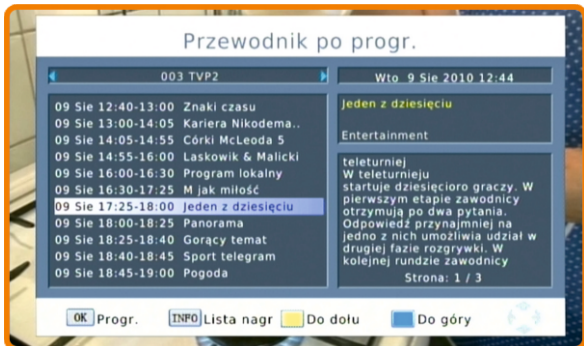 Przewodnik po progr.
003 TVP2
Wto 9 Sie 2010 12:44
09 Sie 12:40-13:00 Znaki czasu
09 Sie 13:00-14:05 Kariera Nikodema..
09 Sie 14:05-14:55 Córki McLeoda 5
09 Sie 14:55-16:00 Laskowik & Malicki
09 Sie 16:00-16:30 Program lokalny
09 Sie 16:30-17:25 M jak miłość
09 Sie 17:25-18:00 Jeden z dziesięciu
09 Sie 18:00-18:25 Panorama
09 Sie 18:25-18:40 Gorący temat
09 Sie 18:40-18:45 Sport telegram
09 Sie 18:45-19:00 Pogoda
Jeden z dziesięciu
Entertainment
teleturniej
W teleturnieju
startuje dziesięcioro graczy. W
pierwszym etapie zawodnicy
otrzymują po dwa pytania.
Odpowiedź przynajmniej na
jedno z nich umożliwia udział w
drugiej fazie rozgrywki. W
kolejnej rundzie zawodnicy
Strona: 1 / 3
OK Progr. INFO Lista nagr Do dołu Do góry